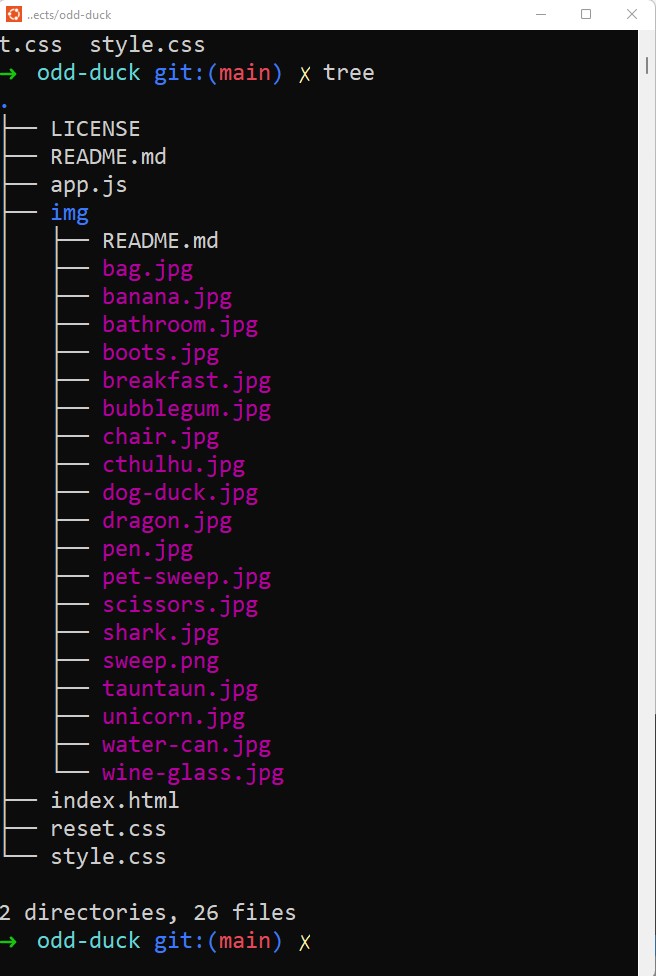 ..ects/odd-duck
t.css  style.css
→ odd-duck git:(main) ✗ tree
.
├── LICENSE
├── README.md
├── app.js
├── img
│   ├── README.md
│   ├── bag.jpg
│   ├── banana.jpg
│   ├── bathroom.jpg
│   ├── boots.jpg
│   ├── breakfast.jpg
│   ├── bubblegum.jpg
│   ├── chair.jpg
│   ├── cthulhu.jpg
│   ├── dog-duck.jpg
│   ├── dragon.jpg
│   ├── pen.jpg
│   ├── pet-sweep.jpg
│   ├── scissors.jpg
│   ├── shark.jpg
│   ├── sweep.png
│   ├── tauntaun.jpg
│   ├── unicorn.jpg
│   ├── water-can.jpg
│   └── wine-glass.jpg
├── index.html
├── reset.css
└── style.css
2 directories, 26 files
→ odd-duck git:(main) ✗